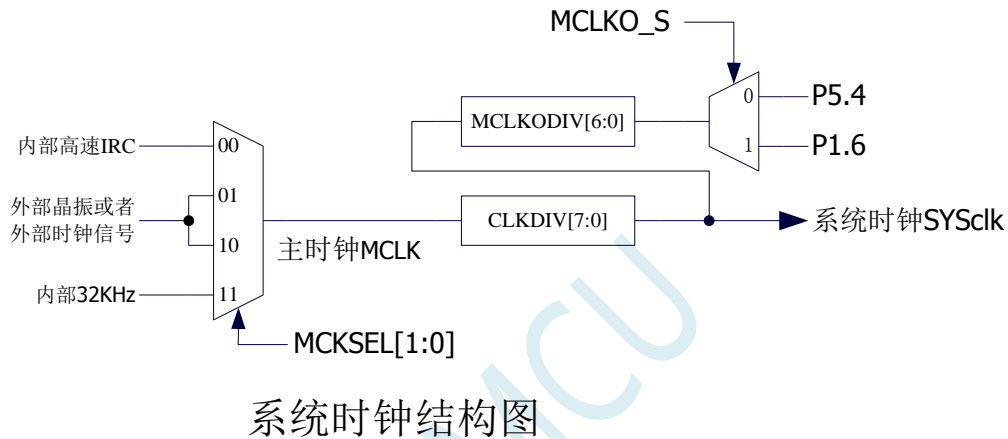 MCLKO_S
0
P5.4
MCLKODIV[6:0]
1
P1.6
内部高速IRC
00
外部晶振或者
外部时钟信号
01
10
CLKDIV[7:0]
系统时钟SYSclk
主时钟MCLK
内部32KHz
11
MCKSEL[1:0]
MCU
系统时钟结构图